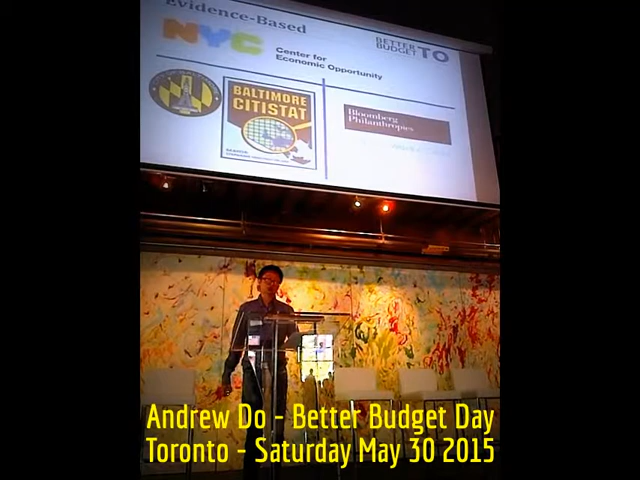 Evidence-Based
BETTER
BUDGET TO
NYC Center for
Economic Opportunity
BALTIMORE
CITISTAT
Bloomberg
Philanthropies
Andrew Do - Better Budget Day
Toronto - Saturday May 30 2015